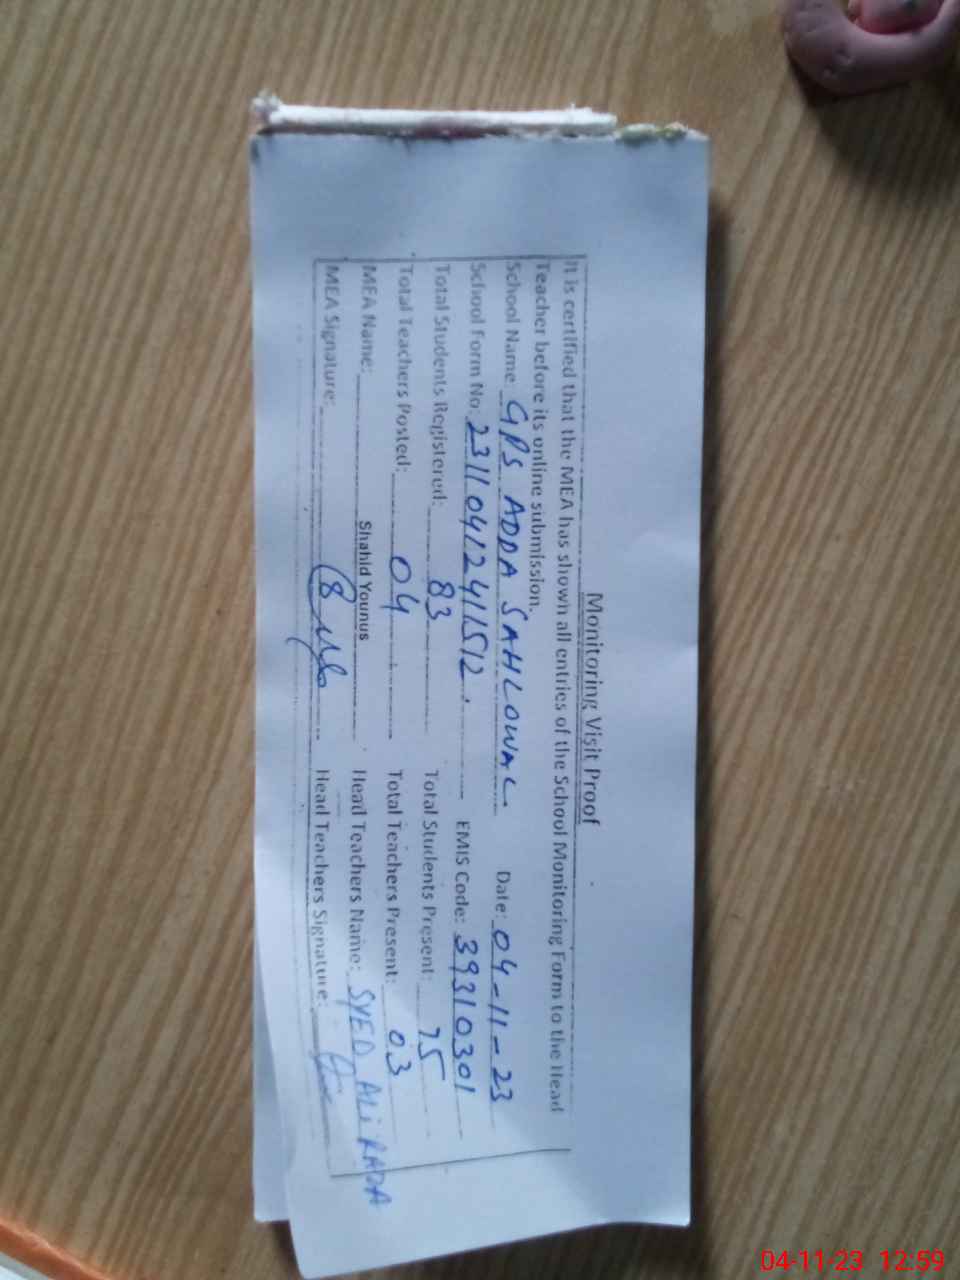 Monitoring Visit Proof
It is certified that the MEA has shown all entries of the School Monitoring Form to the Head
Teacher before its online submission.
School Name: GPS ADDA SAHLOWAL Date: 04-11-23
School Form No: 23110412411512. EMIS Code: 39310301
Total Students Registered: 83 Total Students Present: 75
Total Teachers Posted: 04 Total Teachers Present: 03
MEA Name: Shahid Younus Head Teachers Name: SYED ALI RADA
MEA Signature: Head Teachers Signature:
04-11-23 12:59